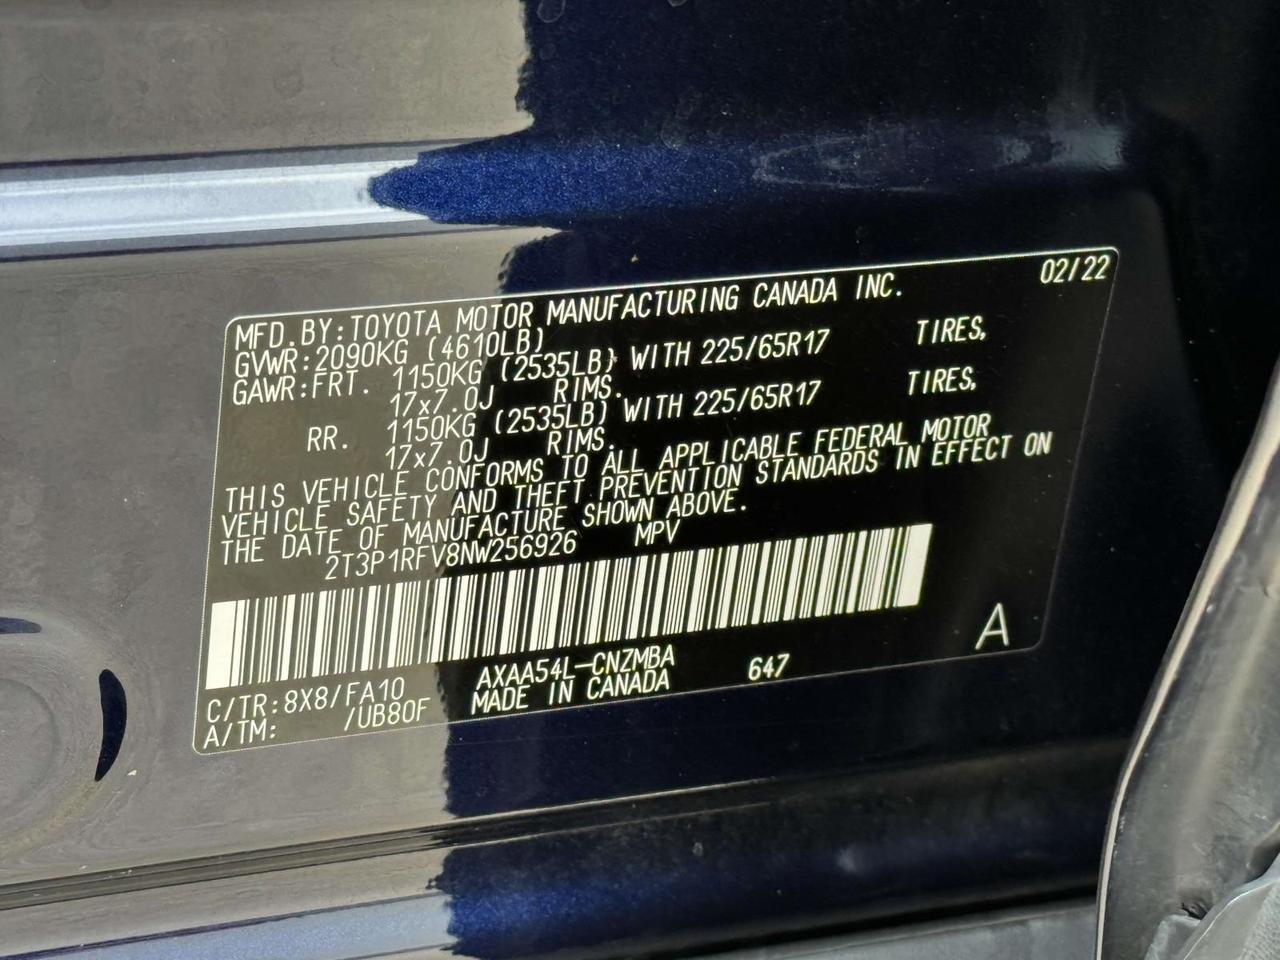 MFD.BY:TOYOTA MOTOR MANUFACTURING CANADA INC. 02/22
GVWR:2090KG (4610LB)
GAWR:FRT. 1150KG (2535LB) WITH 225/65R17 TIRES,
17x7.0J RIMS.
RR. 1150KG (2535LB) WITH 225/65R17 TIRES,
17x7.0J RIMS.
THIS VEHICLE CONFORMS TO ALL APPLICABLE FEDERAL MOTOR
VEHICLE SAFETY AND THEFT PREVENTION STANDARDS IN EFFECT ON
THE DATE OF MANUFACTURE SHOWN ABOVE.
2T3P1RFV8NW256926 MPV
A
AXAA54L-CNZMBA 647
C/TR:8X8/FA10 MADE IN CANADA
A/TM: /UB80F